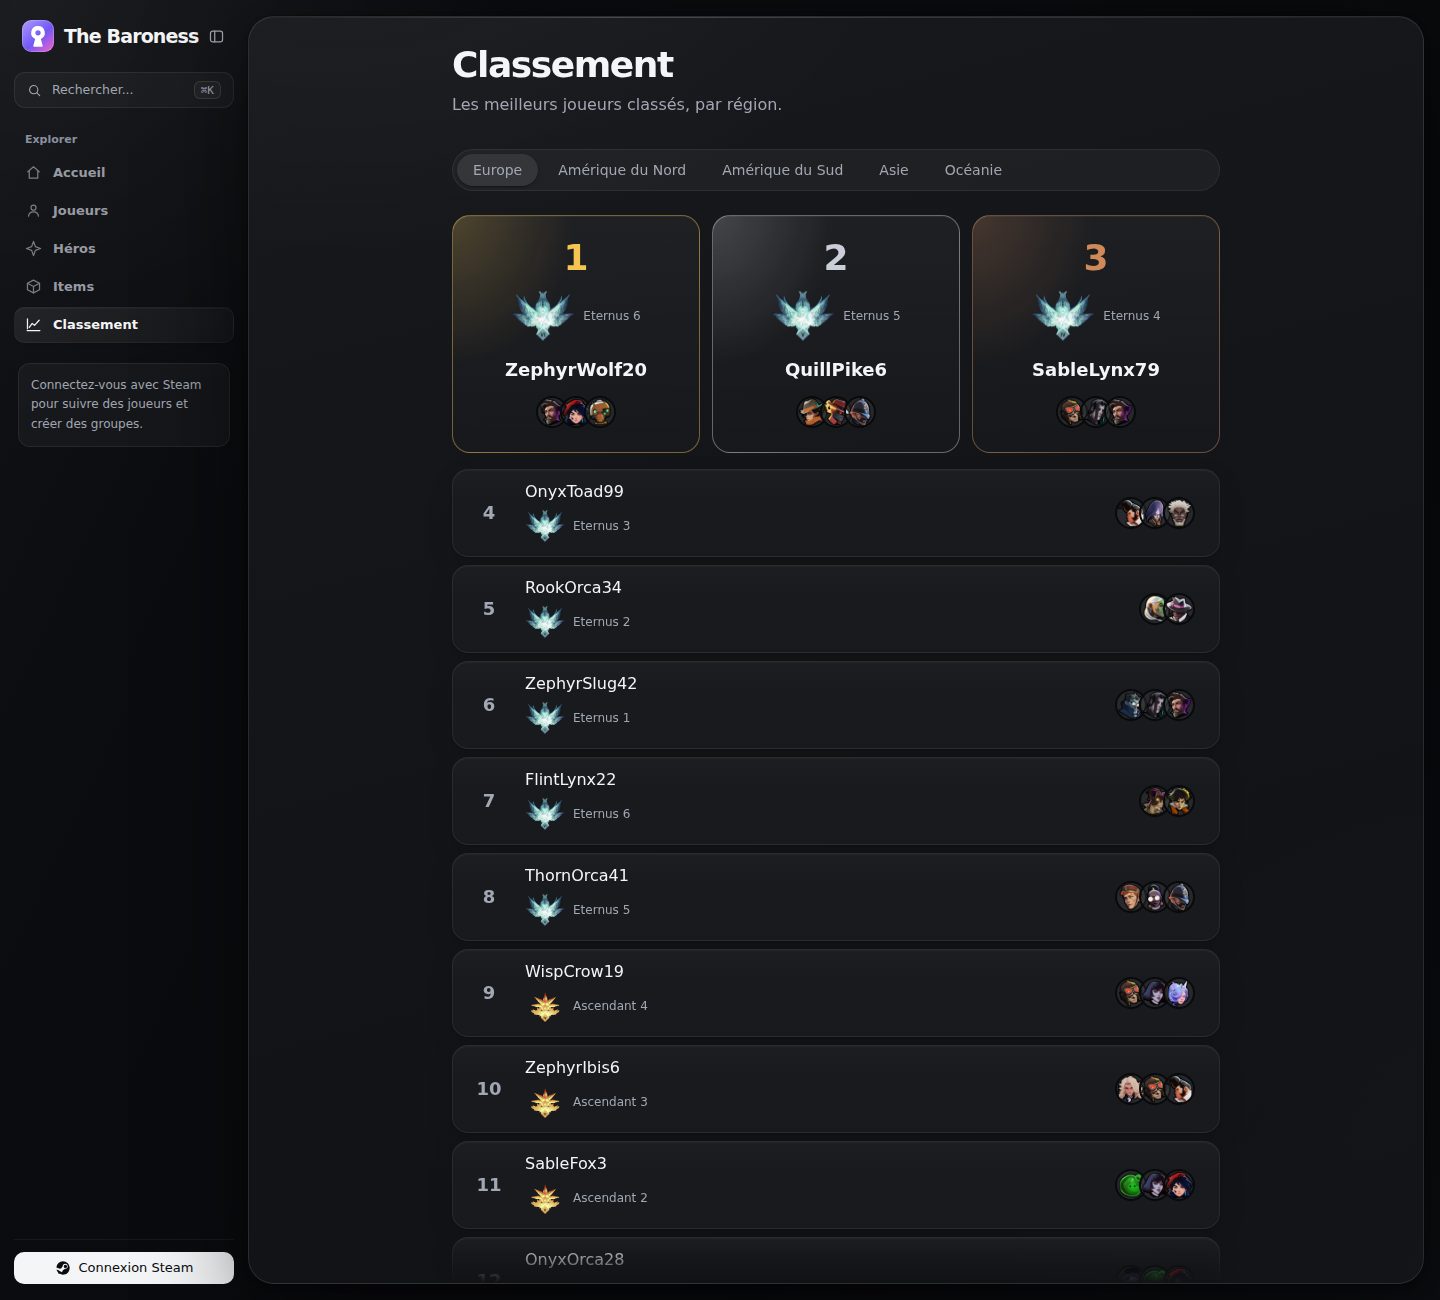 The Baroness
Rechercher...
⌘K
Explorer
Accueil
Joueurs
Héros
Items
Classement
Connectez-vous avec Steam
pour suivre des joueurs et
créer des groupes.
Connexion Steam
Classement
Les meilleurs joueurs classés, par région.
Europe
Amérique du Nord
Amérique du Sud
Asie
Océanie
1
Eternus 6
ZephyrWolf20
2
Eternus 5
QuillPike6
3
Eternus 4
SableLynx79
4
OnyxToad99
Eternus 3
5
RookOrca34
Eternus 2
6
ZephyrSlug42
Eternus 1
7
FlintLynx22
Eternus 6
8
ThornOrca41
Eternus 5
9
WispCrow19
Ascendant 4
10
ZephyrIbis6
Ascendant 3
11
SableFox3
Ascendant 2
12
OnyxOrca28